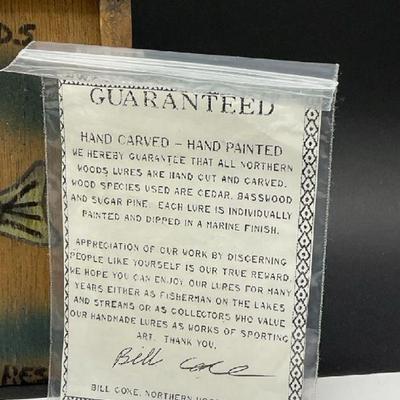 DS
GUARANTEED
HAND CARVED - HAND PAINTED
WE HEREBY GUARANTEE THAT ALL NORTHERN
WOODS LURES ARE HAND CUT AND CARVED.
WOOD SPECIES USED ARE CEDAR, BASSWOOD
AND SUGAR PINE. EACH LURE IS INDIVIDUALLY
PAINTED AND DIPPED IN A MARINE FINISH.
APPRECIATION OF OUR WORK BY DISCERNING
PEOPLE LIKE YOURSELF IS OUR TRUE REWARD.
WE HOPE YOU CAN ENJOY OUR LURES FOR MANY
YEARS EITHER AS FISHERMAN ON THE LAKES
AND STREAMS OR AS COLLECTORS WHO VALUE
OUR HANDMADE LURES AS WORKS OF SPORTING
ART. THANK YOU.
Bill Coxe
BILL COXE, NORTHERN
RES